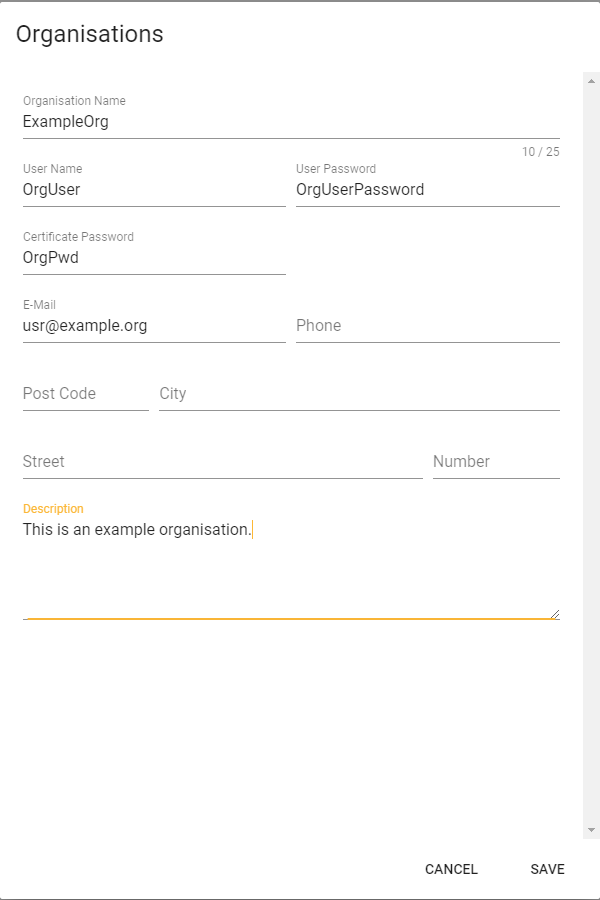 Organisations
Organisation Name
ExampleOrg
10 / 25
User Name User Password
OrgUser OrgUserPassword
Certificate Password
OrgPwd
E-Mail
usr@example.org Phone
Post Code City
Street Number
Description
This is an example organisation.
CANCEL SAVE